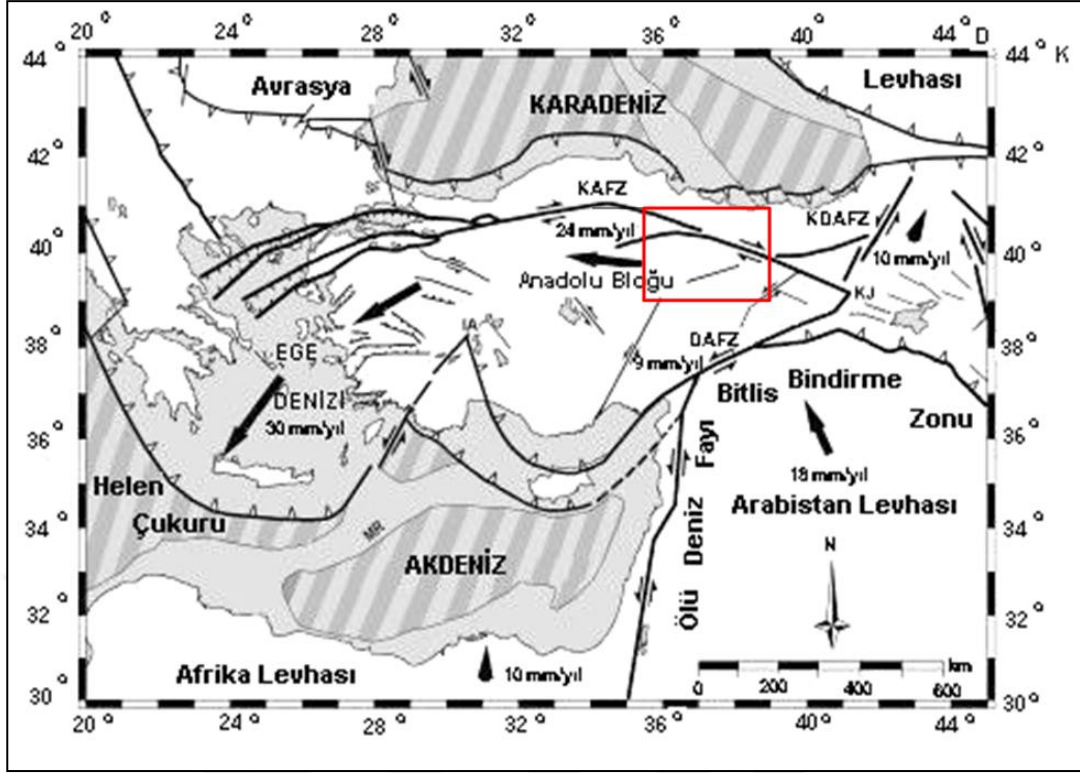 20° 24° 28° 32° 36° 40° 44° D
44° 44° K
Avrasya
Levhası
KARADENİZ
42° 42°
KAFZ
KDAFZ
40° 40°
24 mm/yıl
10 mm/yıl
Anadolu Bloğu
KJ
IA
DAFZ
38° 38°
EGE
9 mm/yıl
Bitlis Bindirme
Zonu
DENİZİ
30 mm/yıl
36° 36°
18 mm/yıl
Helen
Çukuru
Arabistan Levhası
34° 34°
MR
AKDENİZ
N
Ölü Deniz Fayı
32° 32°
Afrika Levhası
10 mm/yıl
km
0 200 400 600
30° 30°
20° 24° 28° 32° 36° 40° 44°